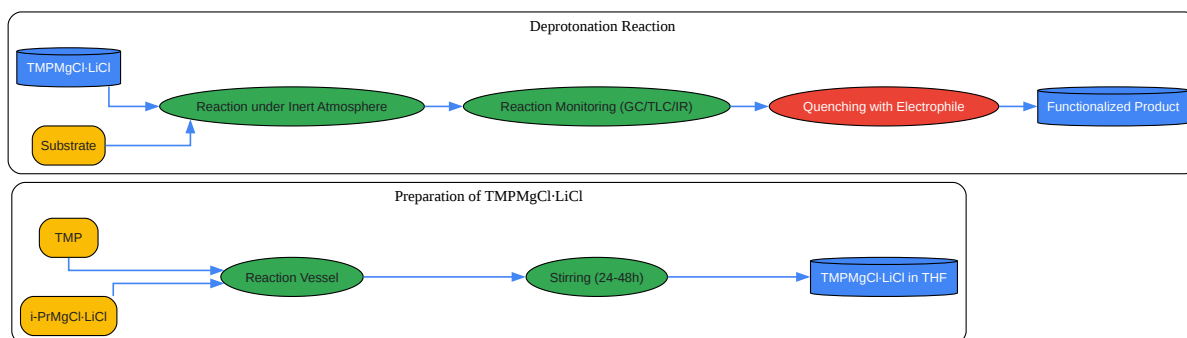 Deprotonation Reaction
TMPMgCl·LiCl
Reaction under Inert Atmosphere
Reaction Monitoring (GC/TLC/IR)
Quenching with Electrophile
Functionalized Product
Substrate
Preparation of TMPMgCl·LiCl
TMP
Reaction Vessel
Stirring (24-48h)
TMPMgCl·LiCl in THF
i-PrMgCl·LiCl